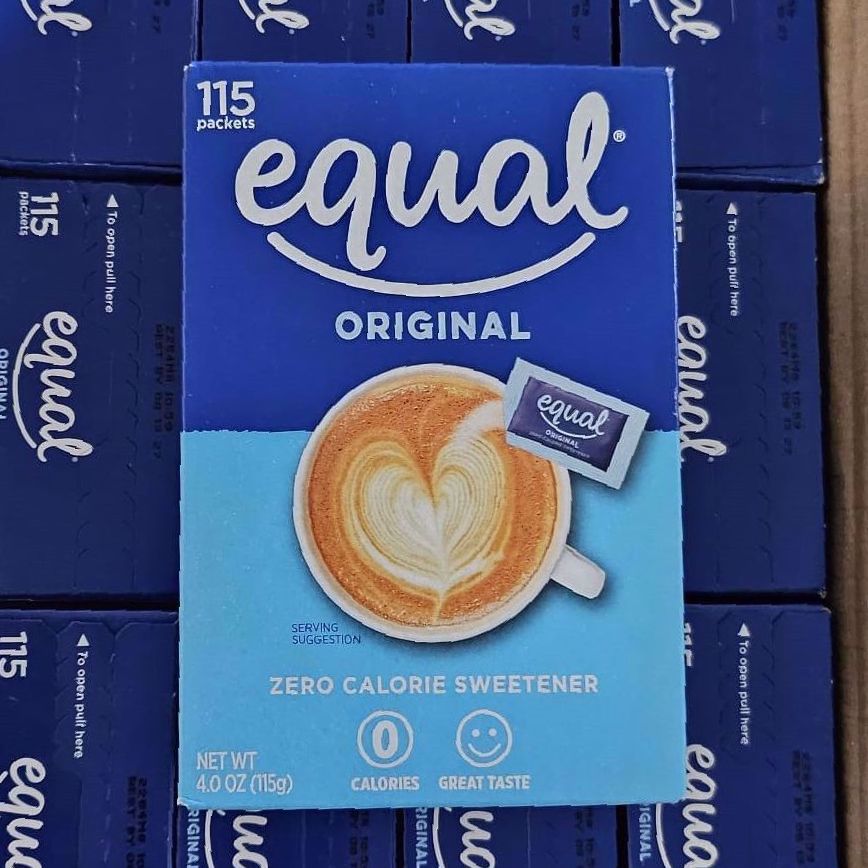 115
packets
equal®
ORIGINAL
equal
ORIGINAL
SERVING
SUGGESTION
ZERO CALORIE SWEETENER
0
CALORIES
GREAT TASTE
NET WT
4.0 OZ (115g)
115
packets
To open pull here
equal
ORIGINAL
To open pull here
equal
115
To open pull here
To open pull here